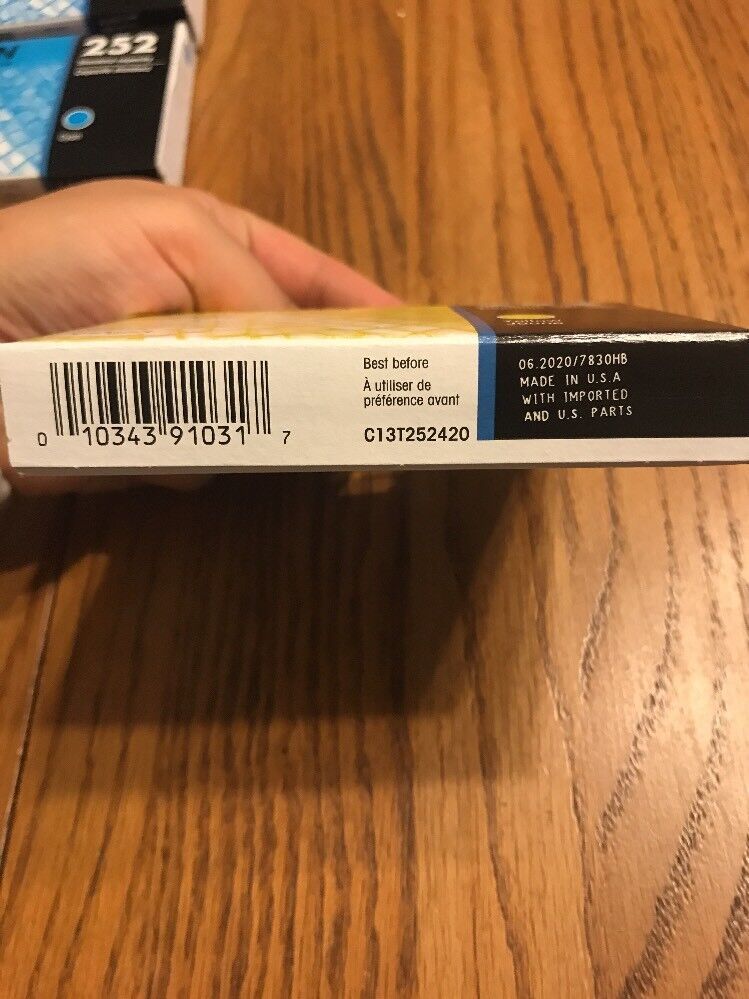 252
0 10343 91031 7
Best before
À utiliser de
préférence avant
C13T252420
06.2020/7830HB
MADE IN U.S.A
WITH IMPORTED
AND U.S. PARTS